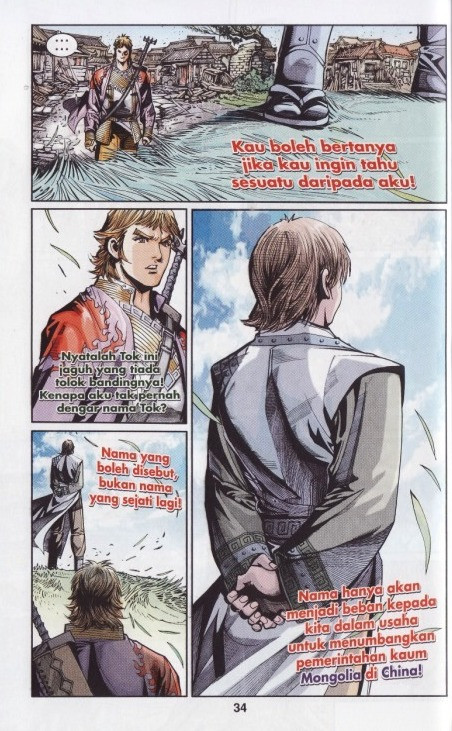 ...
...
Kau boleh bertanya
jika kau ingin tahu
sesuatu daripada aku!
Nyatalah Tok ini
jaguh yang tiada
tolok bandingnya!
Kenapa aku tak pernah
dengar nama Tok?
Nama yang
boleh disebut,
bukan nama
yang sejati lagi!
Nama hanya akan
menjadi beban kepada
kita dalam usaha
untuk menumbangkan
pemerintahan kaum
Mongolia di China!
34